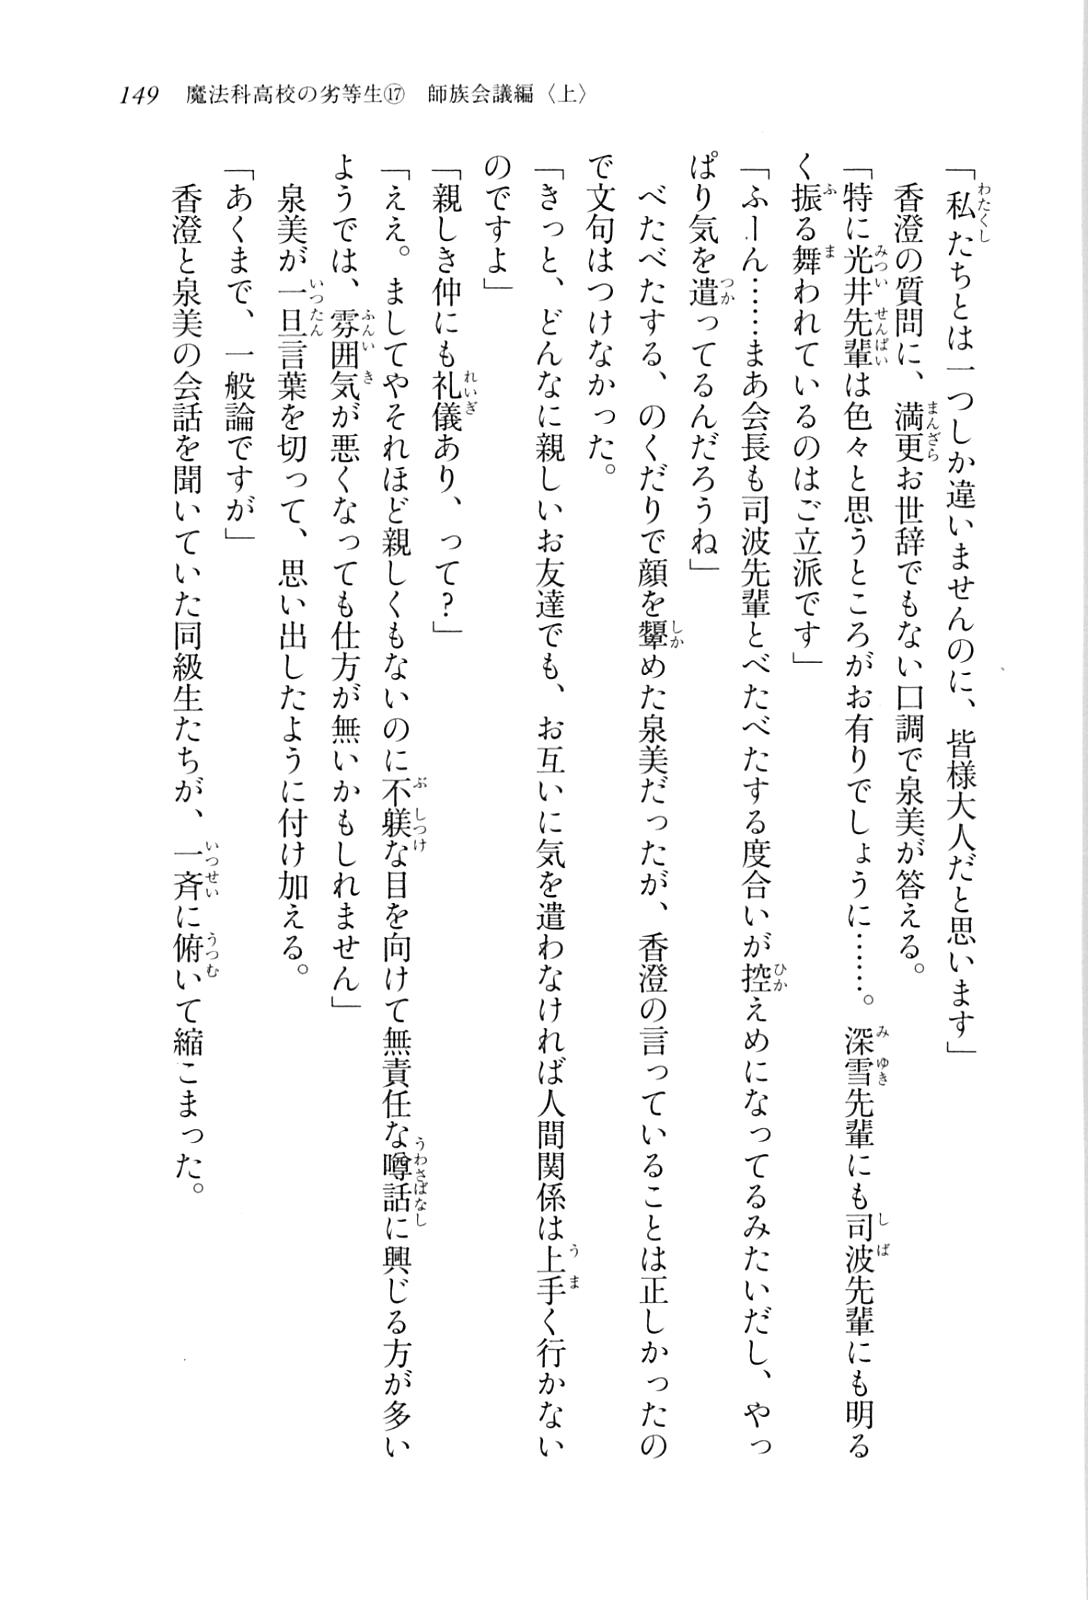 149　魔法科高校の劣等生⑰　師族会議編〈上〉
「私たちとは一つしか違いませんのに、皆様大人だと思います」
　香澄の質問に、満更お世辞でもない口調で泉美が答える。
「特に光井先輩は色々と思うところがお有りでしょうに……。深雪先輩にも司波先輩にも明る
く振る舞われているのはご立派です」
「ふーん……まあ会長も司波先輩とべたべたする度合いが控えめになってるみたいだし、やっ
ぱり気を遣ってるんだろうね」
　べたべたする、のくだりで顔を顰めた泉美だったが、香澄の言っていることは正しかったの
で文句はつけなかった。
「きっと、どんなに親しいお友達でも、お互いに気を遣わなければ人間関係は上手く行かない
のですよ」
「親しき仲にも礼儀あり、って？」
「ええ。ましてやそれほど親しくもないのに不躾な目を向けて無責任な噂話に興じる方が多い
ようでは、雰囲気が悪くなっても仕方が無いかもしれません」
　泉美が一旦言葉を切って、思い出したように付け加える。
「あくまで、一般論ですが」
　香澄と泉美の会話を聞いていた同級生たちが、一斉に俯いて縮こまった。